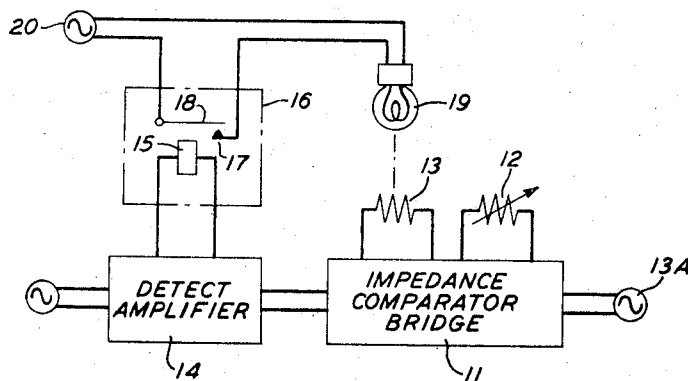 20
16
18
15
17
19
13
12
DETECT
AMPLIFIER
IMPEDANCE
COMPARATOR
BRIDGE
13A
14
11